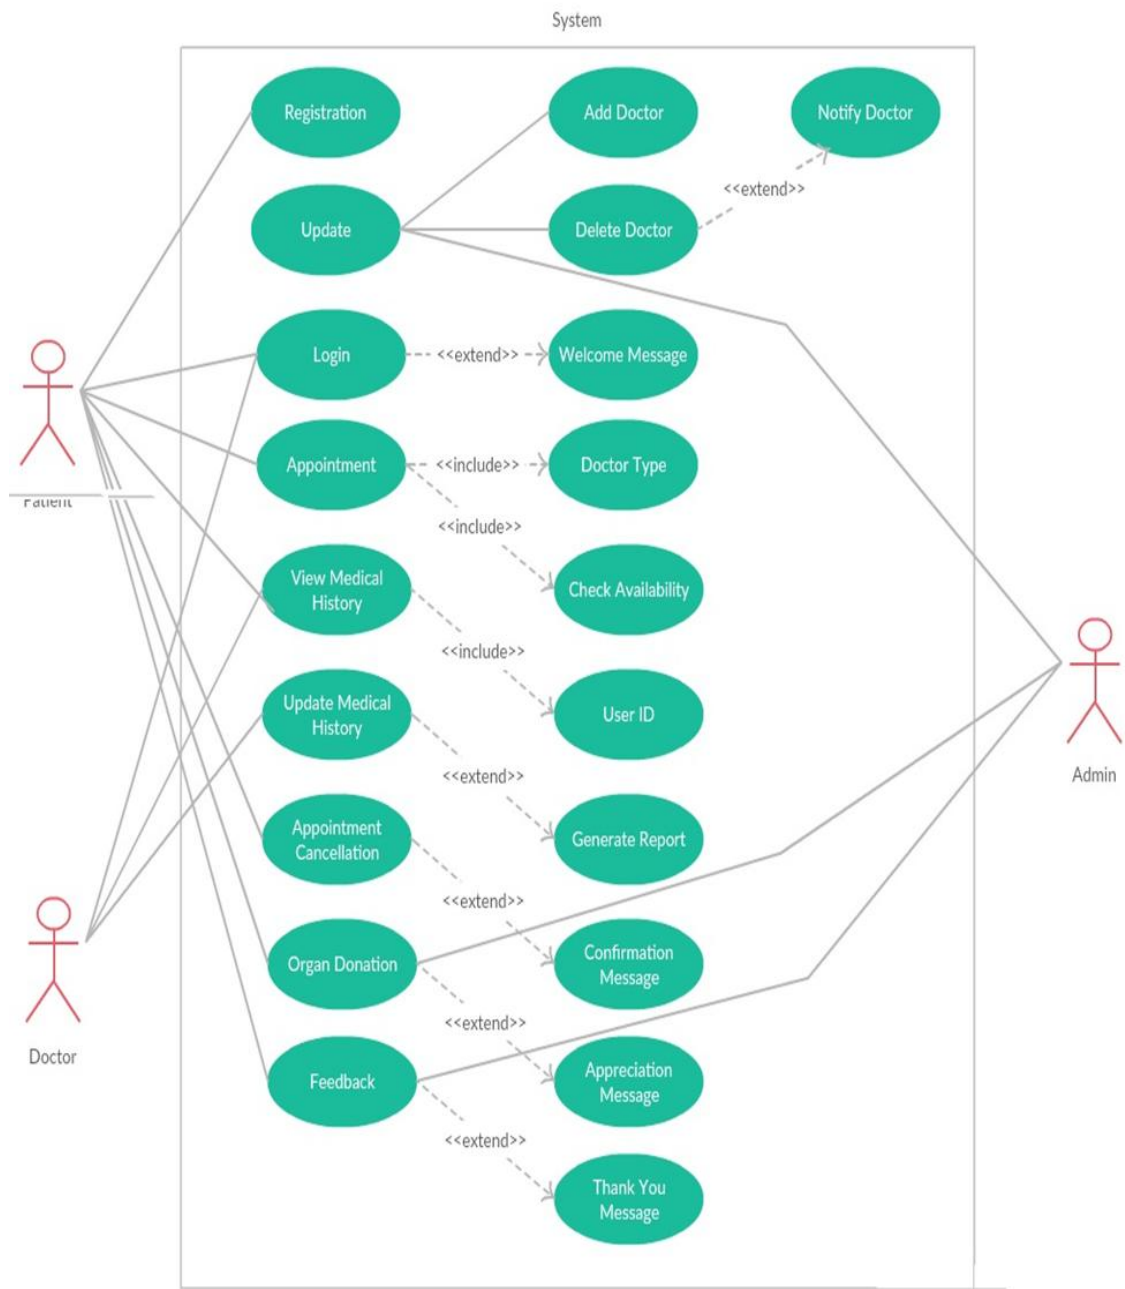 System
Registration
Add Doctor
Notify Doctor
<<extend>>
Update
Delete Doctor
Login
<<extend>>
Welcome Message
Appointment
<<include>>
Doctor Type
Patient
<<include>>
View Medical
History
Check Availability
<<include>>
Update Medical
History
User ID
<<extend>>
Admin
Appointment
Cancellation
Generate Report
<<extend>>
Organ Donation
Confirmation
Message
<<extend>>
Doctor
Feedback
Appreciation
Message
<<extend>>
Thank You
Message